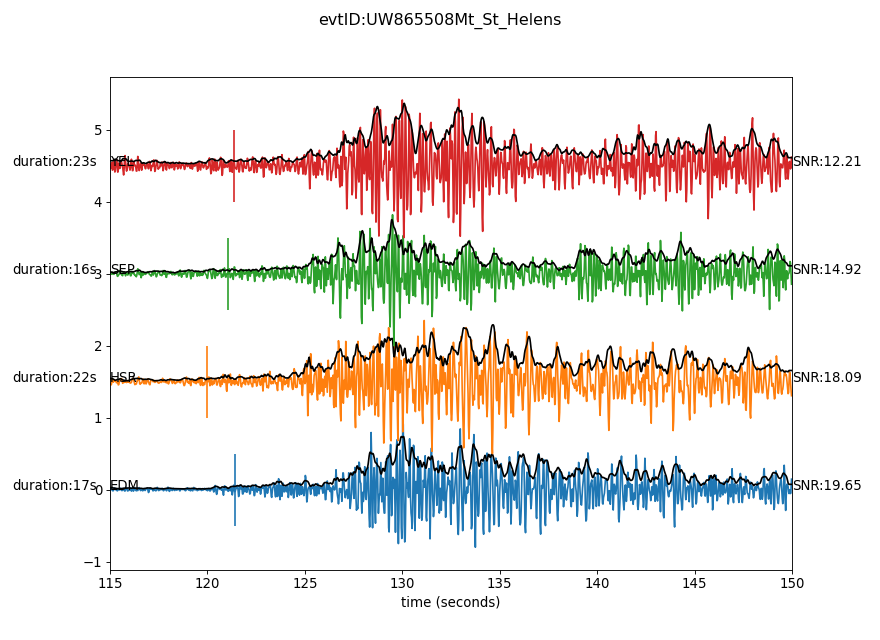 evtID:UW865508Mt_St_Helens
5
duration:23s YEL SNR:12.21
4
duration:16s SEP SNR:14.92
3
2
duration:22s HSR SNR:18.09
1
duration:17s EDM SNR:19.65
0
−1
115 120 125 130 135 140 145 150
time (seconds)